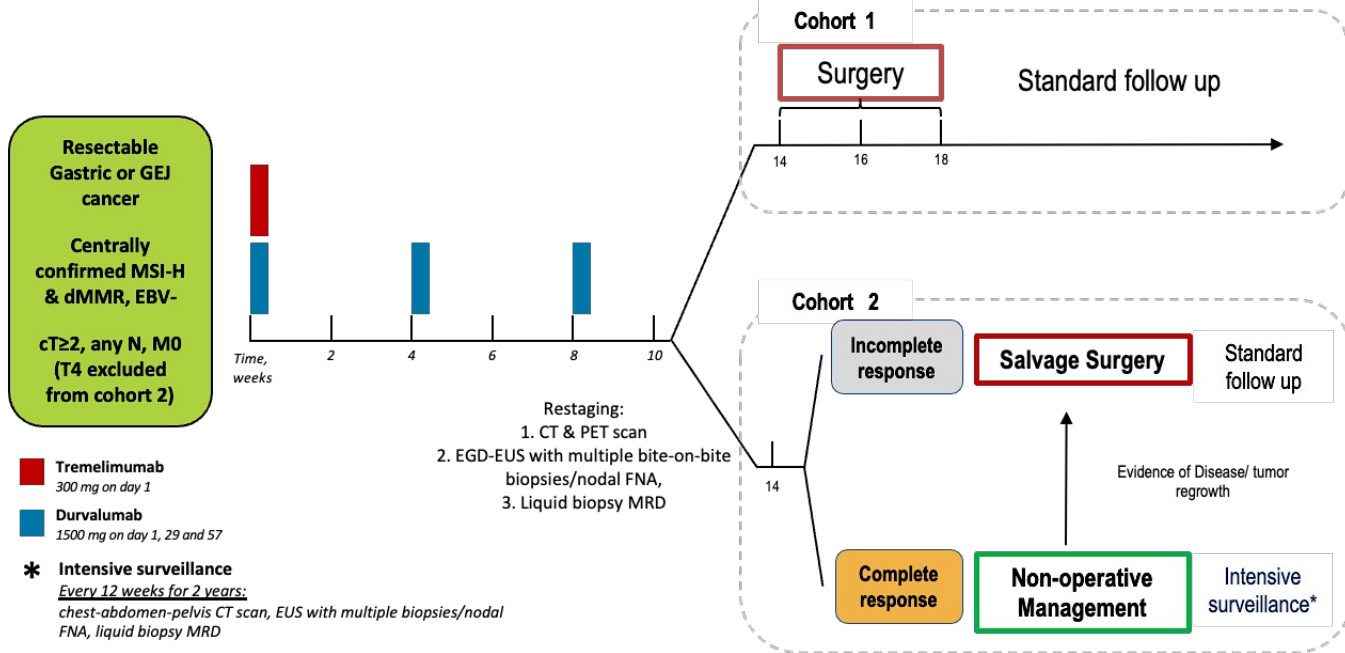 Resectable
Gastric or GEJ
cancer
Centrally
confirmed MSI-H
& dMMR, EBV-
cT≥2, any N, M0
(T4 excluded
from cohort 2)
Tremelimumab
300 mg on day 1
Durvalumab
1500 mg on day 1, 29 and 57
* Intensive surveillance
Every 12 weeks for 2 years:
chest-abdomen-pelvis CT scan, EUS with multiple biopsies/nodal
FNA, liquid biopsy MRD
Time,
weeks
2
4
6
8
10
Restaging:
1. CT & PET scan
2. EGD-EUS with multiple bite-on-bite
biopsies/nodal FNA,
3. Liquid biopsy MRD
Cohort 1
Surgery
Standard follow up
14
16
18
Cohort 2
14
Incomplete
response
Salvage Surgery
Standard
follow up
Evidence of Disease/ tumor
regrowth
Complete
response
Non-operative
Management
Intensive
surveillance*